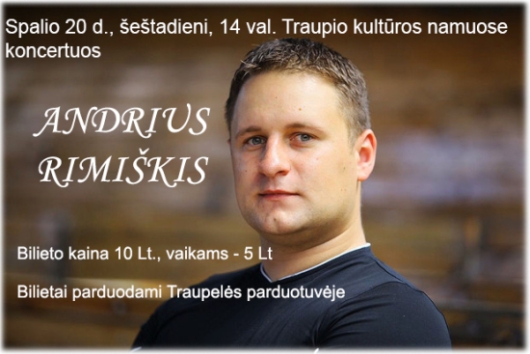 Spalio 20 d., šeštadieni, 14 val. Traupio kultūros namuose
koncertuos
ANDRIUS
RIMIŠKIS
Bilieto kaina 10 Lt., vaikams - 5 Lt
Bilietai parduodami Traupelės parduotuvėje